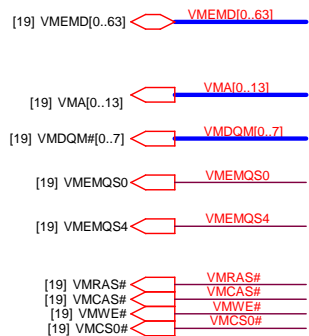 [19] VMEMD[0..63] VMEMD[0..63]
[19] VMA[0..13] VMA[0..13]
[19] VMDQM#[0..7] VMDQM[0..7]
[19] VMEMQS0 VMEMQS0
[19] VMEMQS4 VMEMQS4
[19] VMRAS# VMRAS#
[19] VMCAS# VMCAS#
[19] VMWE# VMWE#
[19] VMCS0# VMCS0#